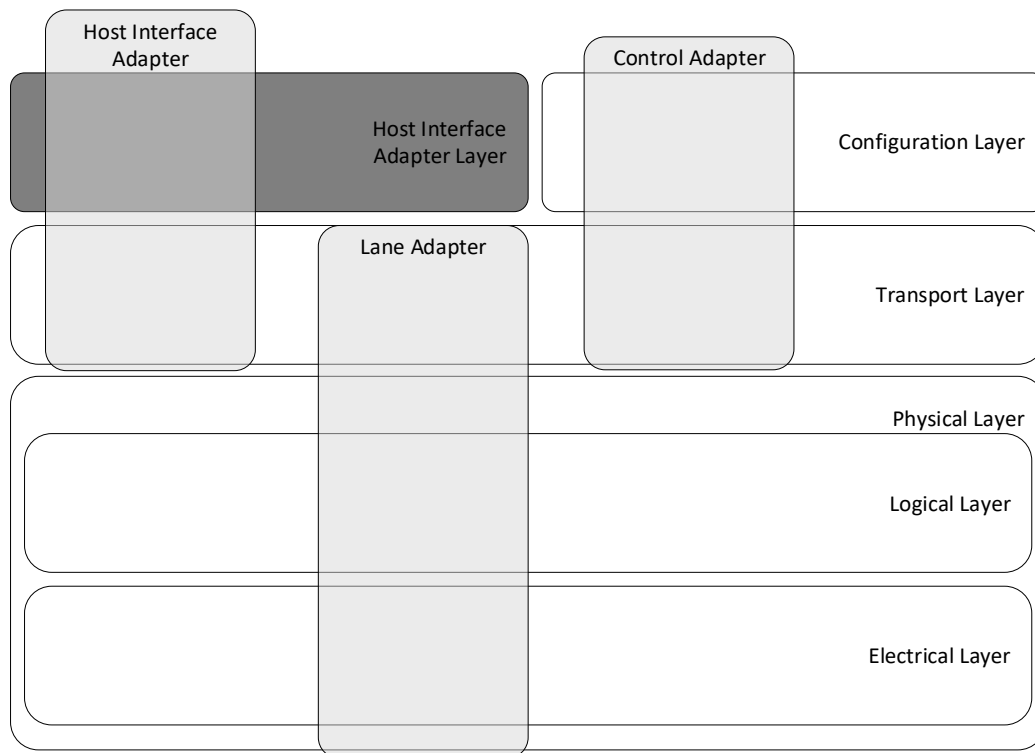 Host Interface
Adapter
Control Adapter
Host Interface
Adapter Layer
Configuration Layer
Lane Adapter
Transport Layer
Physical Layer
Logical Layer
Electrical Layer